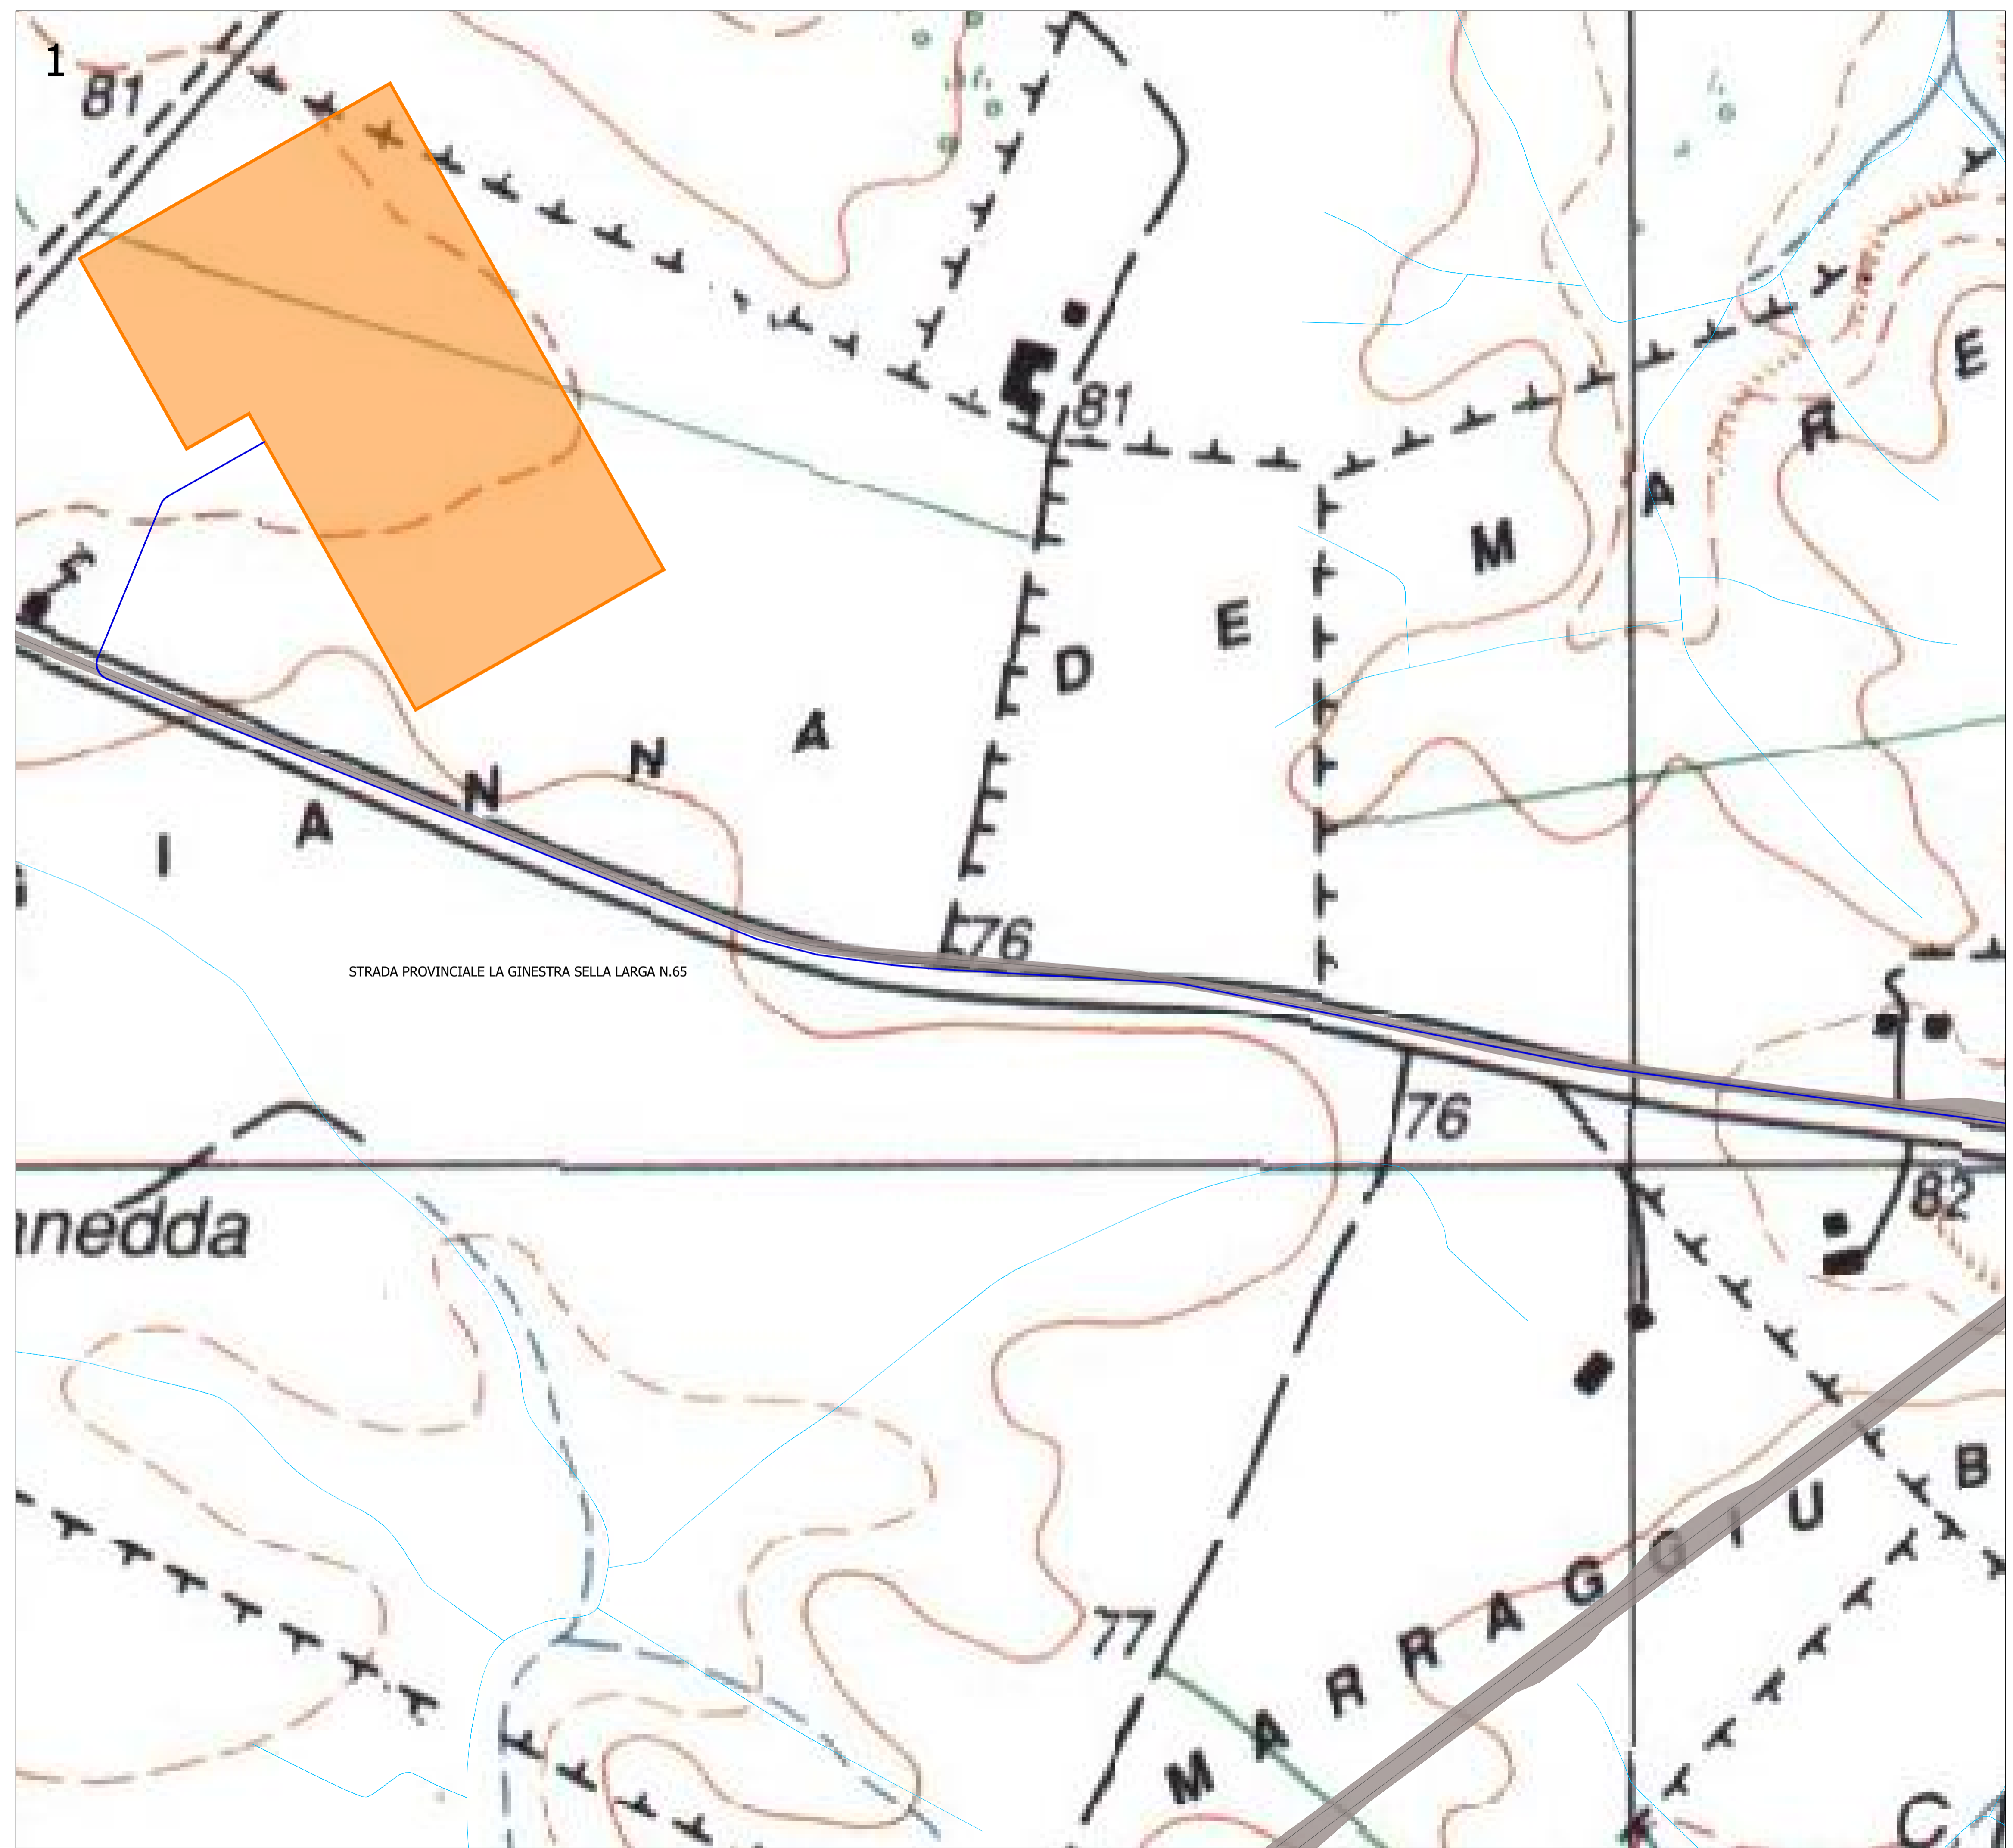 1
81
81
E
R
A
M
E
D
A
N
N
A
I
76
STRADA PROVINCIALE LA GINESTRA SELLA LARGA N.65
76
82
nedda
B
U
I
G
G
A
R
R
A
M
77
C